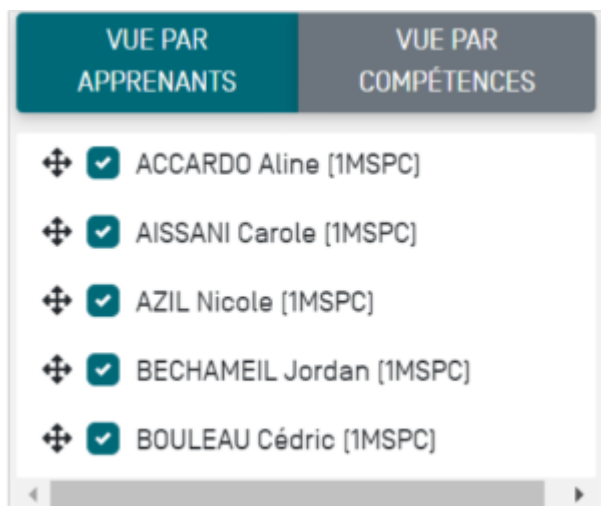 VUE PAR
APPRENANTS
VUE PAR
COMPÉTENCES
ACCARDO Aline [1MSPC]
AISSANI Carole [1MSPC]
AZIL Nicole [1MSPC]
BECHAMEIL Jordan [1MSPC]
BOULEAU Cédric [1MSPC]